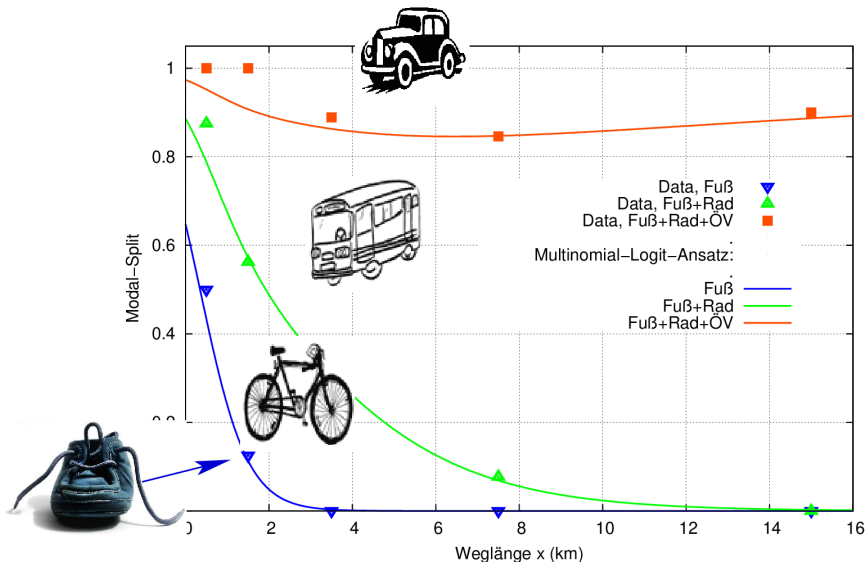 1
0.8
0.6
0.4
0.2
0 2 4 6 8 10 12 14 16
Modal−Split
Weglänge x (km)
Data, Fuß
Data, Fuß+Rad
Data, Fuß+Rad+ÖV
.
Multinomial−Logit−Ansatz:
.
Fuß
Fuß+Rad
Fuß+Rad+ÖV